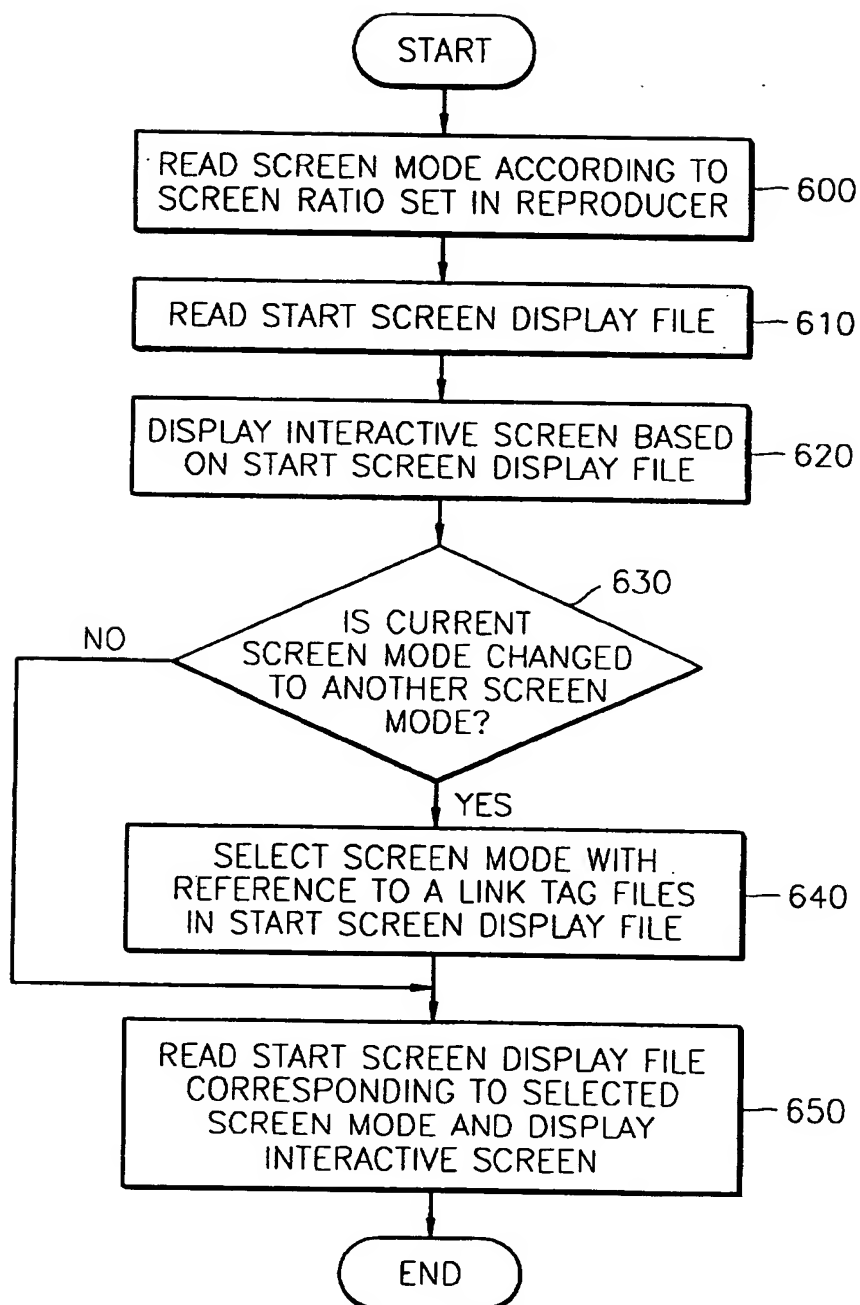 START
READ SCREEN MODE ACCORDING TO
SCREEN RATIO SET IN REPRODUCER
600
READ START SCREEN DISPLAY FILE
610
DISPLAY INTERACTIVE SCREEN BASED
ON START SCREEN DISPLAY FILE
620
630
IS CURRENT
SCREEN MODE CHANGED
TO ANOTHER SCREEN
MODE?
NO
YES
SELECT SCREEN MODE WITH
REFERENCE TO A LINK TAG FILES
IN START SCREEN DISPLAY FILE
640
READ START SCREEN DISPLAY FILE
CORRESPONDING TO SELECTED
SCREEN MODE AND DISPLAY
INTERACTIVE SCREEN
650
END